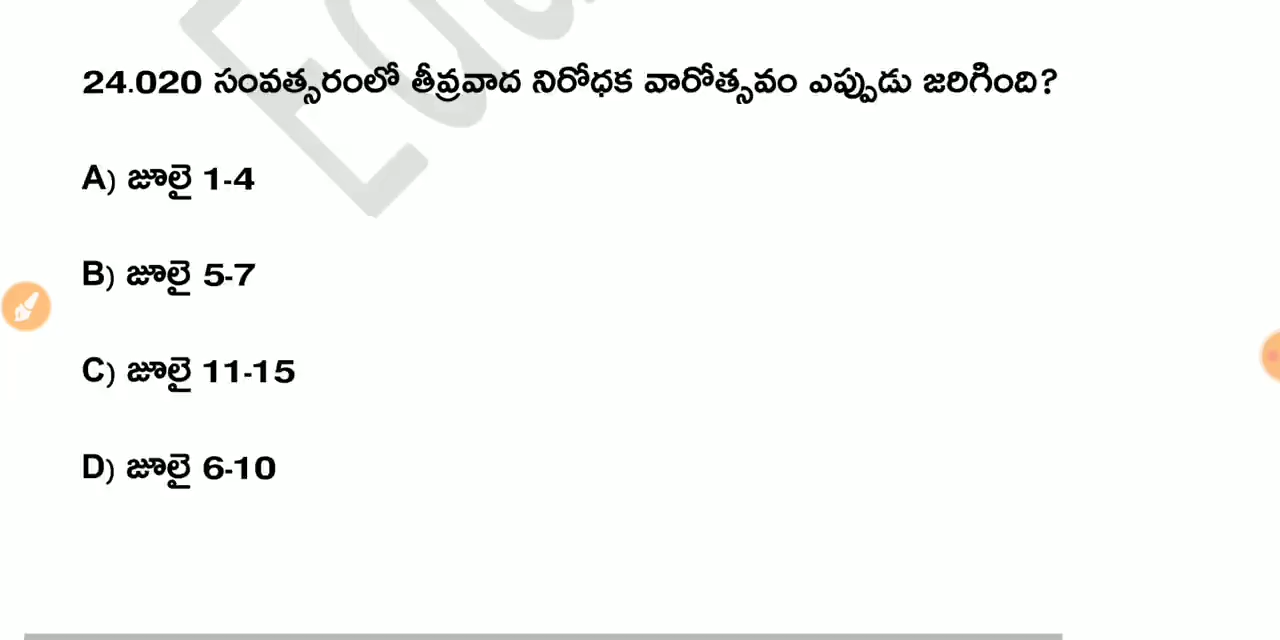 24.020 సంవత్సరంలో తీవ్రవాద నిరోధక వారోత్సవం ఎప్పుడు జరిగింది?
A) జూలై 1-4
B) జూలై 5-7
C) జూలై 11-15
D) జూలై 6-10